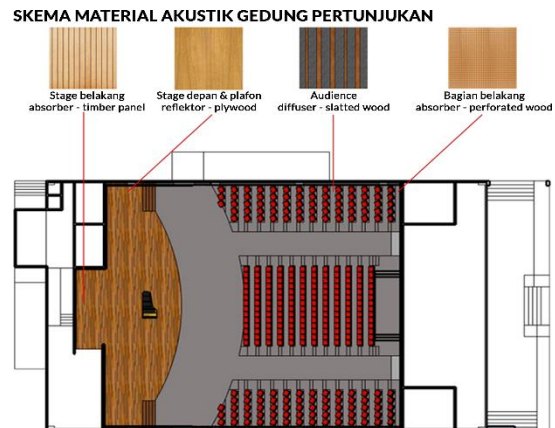 SKEMA MATERIAL AKUSTIK GEDUNG PERTUNJUKAN
Stage belakang
absorber - timber panel
Stage depan & plafon
reflektor - plywood
Audience
diffuser - slatted wood
Bagian belakang
absorber - perforated wood